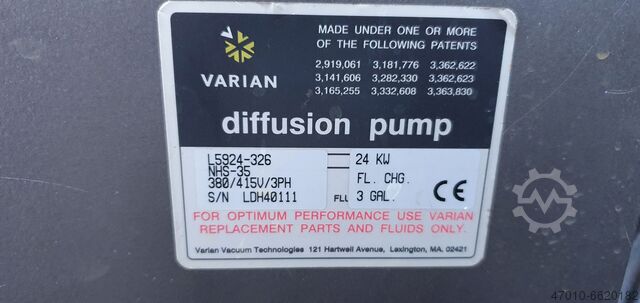 VARIAN
MADE UNDER ONE OR MORE
OF THE FOLLOWING PATENTS
2,919,061 3,181,776 3,362,622
3,141,606 3,282,330 3,362,623
3,165,255 3,332,608 3,363,830
diffusion pump
L5924-326 24 KW
NHS-35 FL. CHG.
380/415V/3PH
S/N LDH40111 FLU 3 GAL. CE
FOR OPTIMUM PERFORMANCE USE VARIAN
REPLACEMENT PARTS AND FLUIDS ONLY.
Varian Vacuum Technologies 121 Hartwell Avenue, Lexington, MA. 02421
47010-6620192